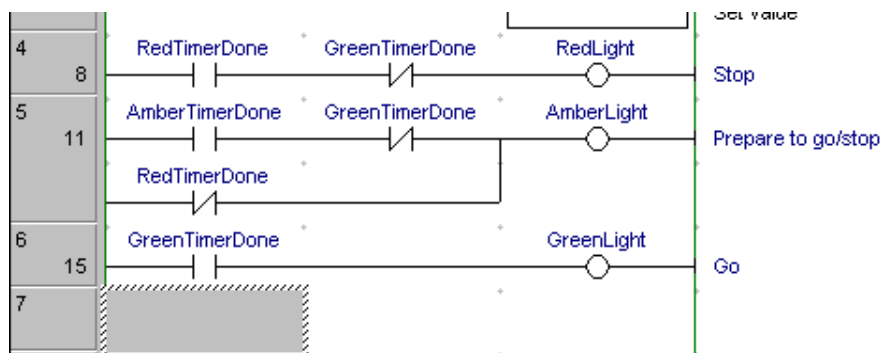 Set Value
4
RedTimerDone GreenTimerDone RedLight
8 Stop
5
AmberTimerDone GreenTimerDone AmberLight
11 Prepare to go/stop
RedTimerDone
6
GreenTimerDone GreenLight
15 Go
7